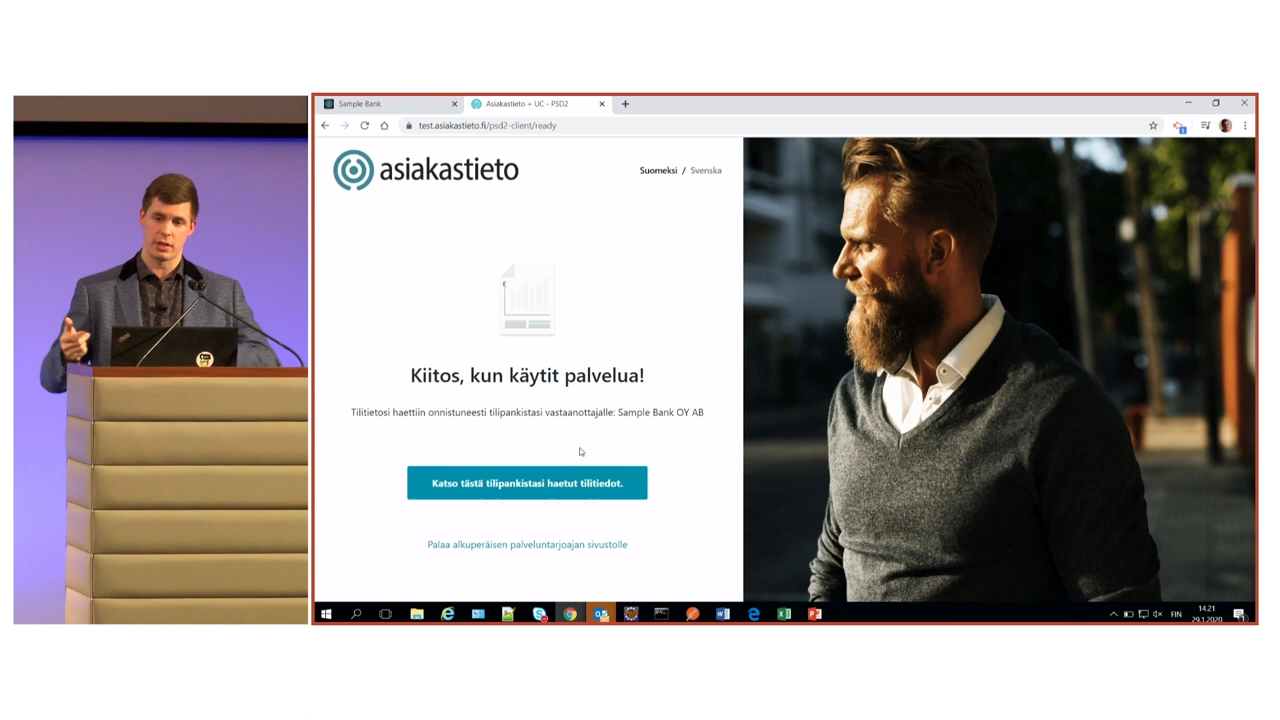 Sample Bank
Asiakastieto + UC - PSD2
test.asiakastieto.fi/psd2-client/ready
asiakastieto
Suomeksi / Svenska
Kiitos, kun käytit palvelua!
Tilitietosi haettiin onnistuneesti tilipankistasi vastaanottajalle: Sample Bank OY AB
Katso tästä tilipankistasi haetut tilitiedot.
Palaa alkuperäisen palveluntarjoajan sivustolle
FIN
14.21
29.1.2020